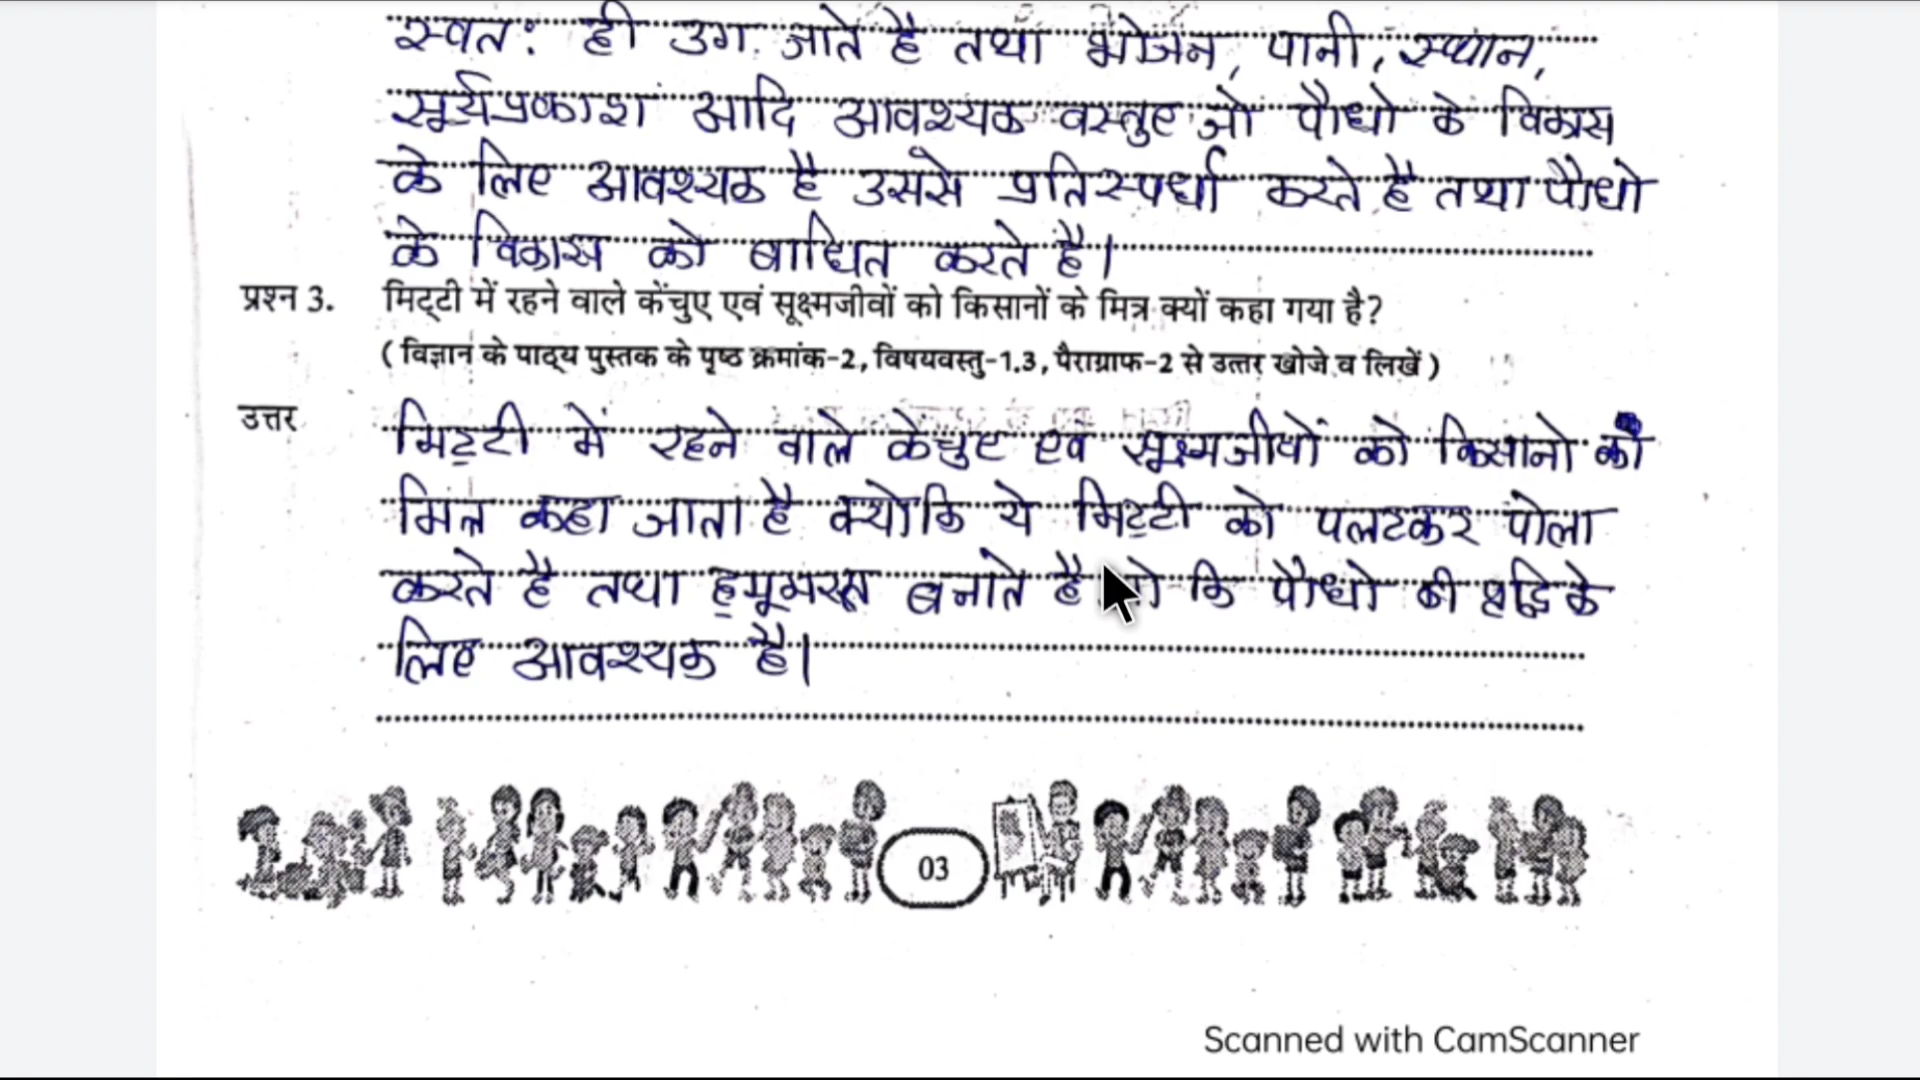 स्वत: ही उग जाते है तथा भोजन, पानी, स्थान,
सूर्यप्रकाश आदि आवश्यक वस्तुए जो पौधो के विकास
के लिए आवश्यक है उससे प्रतिस्पर्धा करते है तथा पौधो
के विकास को बाधित करते है।
प्रश्न 3. मिट्टी में रहने वाले केंचुए एवं सूक्ष्मजीवों को किसानों के मित्र क्यों कहा गया है?
( विज्ञान के पाठ्य पुस्तक के पृष्ठ क्रमांक-2, विषयवस्तु-1.3, पैराग्राफ-2 से उत्तर खोजे व लिखें )
उत्तर मिट्टी में रहने वाले केंचुए एवं सूक्ष्मजीवों को किसानो को
मित्र कहा जाता है क्योकि ये मिट्टी को पलटकर पोला
करते है तथा बनाते है जो कि पौधो की वृद्धि के
लिए आवश्यक है।
03
Scanned with CamScanner